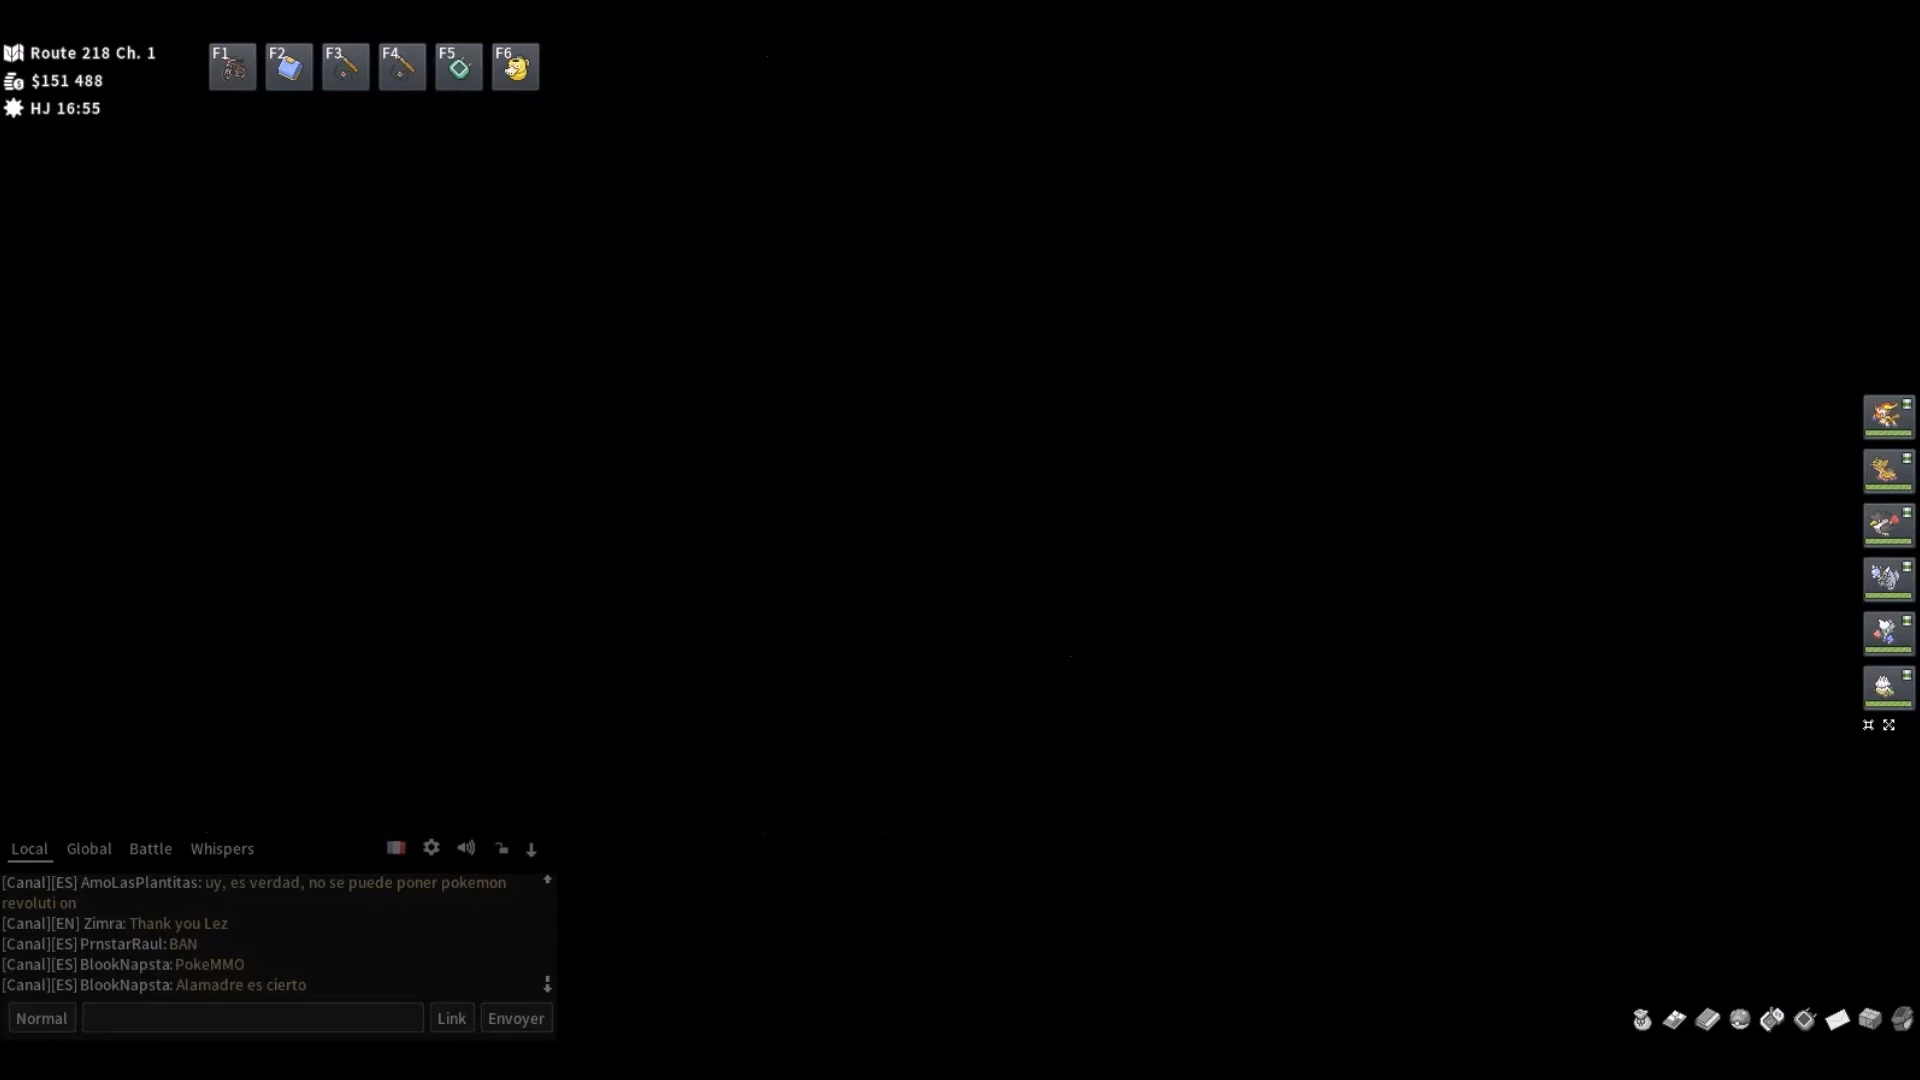 Route 218 Ch. 1
$151 488
HJ 16:55
F1
F2
F3
F4
F5
F6
Local Global Battle Whispers
[Canal][ES] AmoLasPlantitas: uy, es verdad, no se puede poner pokemon
revoluti on
[Canal][EN] Zimra: Thank you Lez
[Canal][ES] PrnstarRaul: BAN
[Canal][ES] BlookNapsta: PokeMMO
[Canal][ES] BlookNapsta: Alamadre es cierto
Normal Link Envoyer